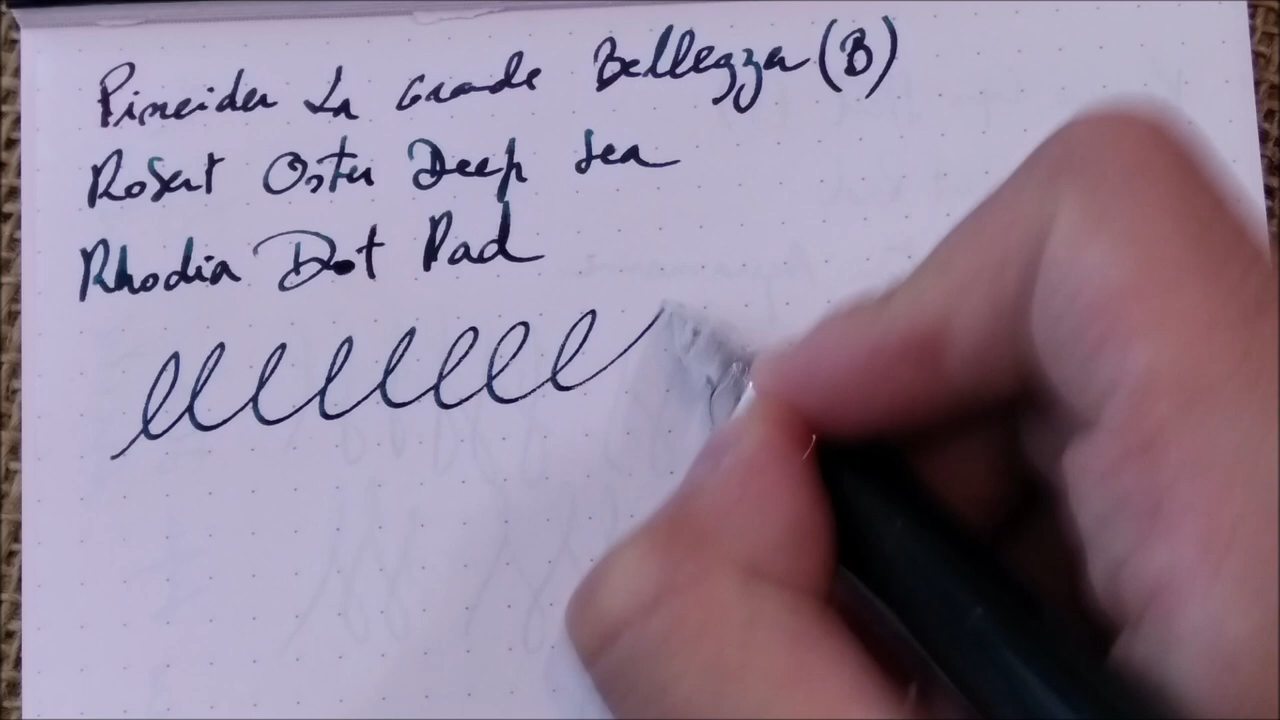 Pineider La Grande Bellezza (B)
Robert Oster Deep Sea
Rhodia Dot Pad